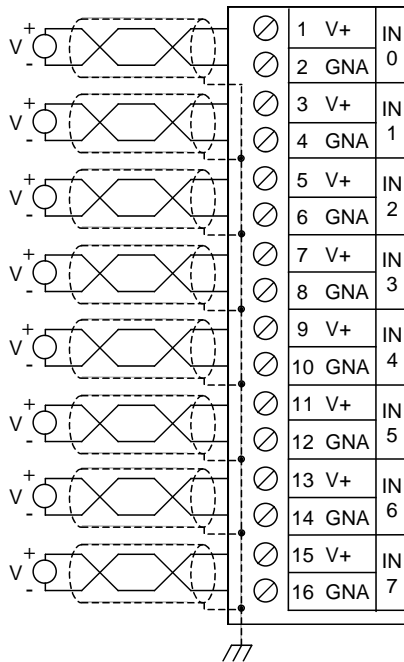 V + -
1 V+ IN 0
2 GNA
V + -
3 V+ IN 1
4 GNA
V + -
5 V+ IN 2
6 GNA
V + -
7 V+ IN 3
8 GNA
V + -
9 V+ IN 4
10 GNA
V + -
11 V+ IN 5
12 GNA
V + -
13 V+ IN 6
14 GNA
V + -
15 V+ IN 7
16 GNA